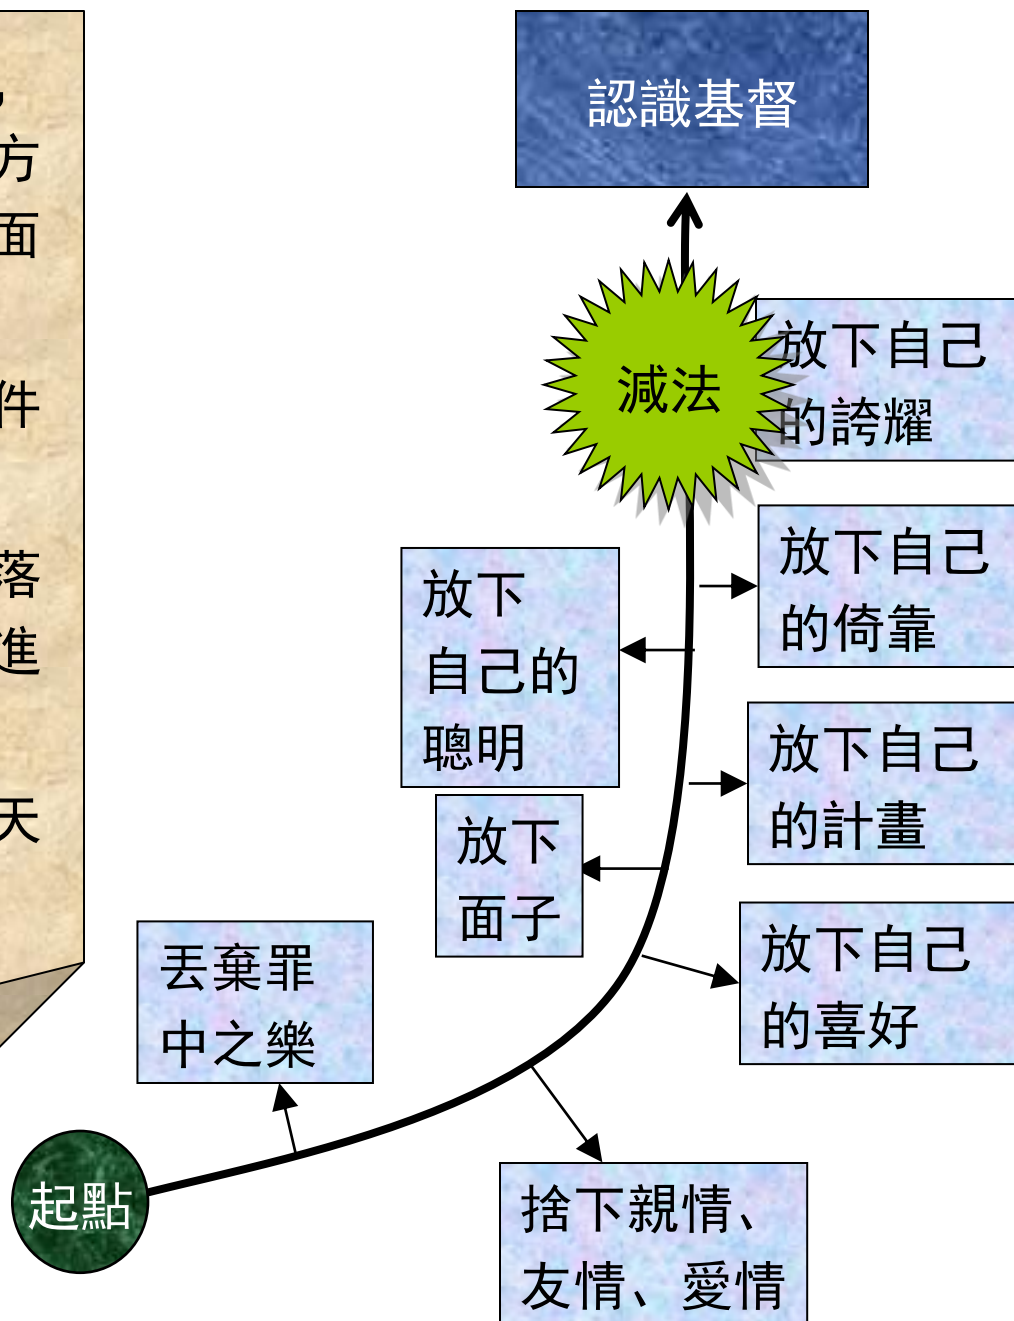 ，
方
面
件
落
進
天
認識基督
減法
放下自己
的誇耀
放下自己
的倚靠
放下
自己的
聰明
放下自己
的計畫
放下
面子
放下自己
的喜好
丟棄罪
中之樂
起點
捨下親情、
友情、愛情